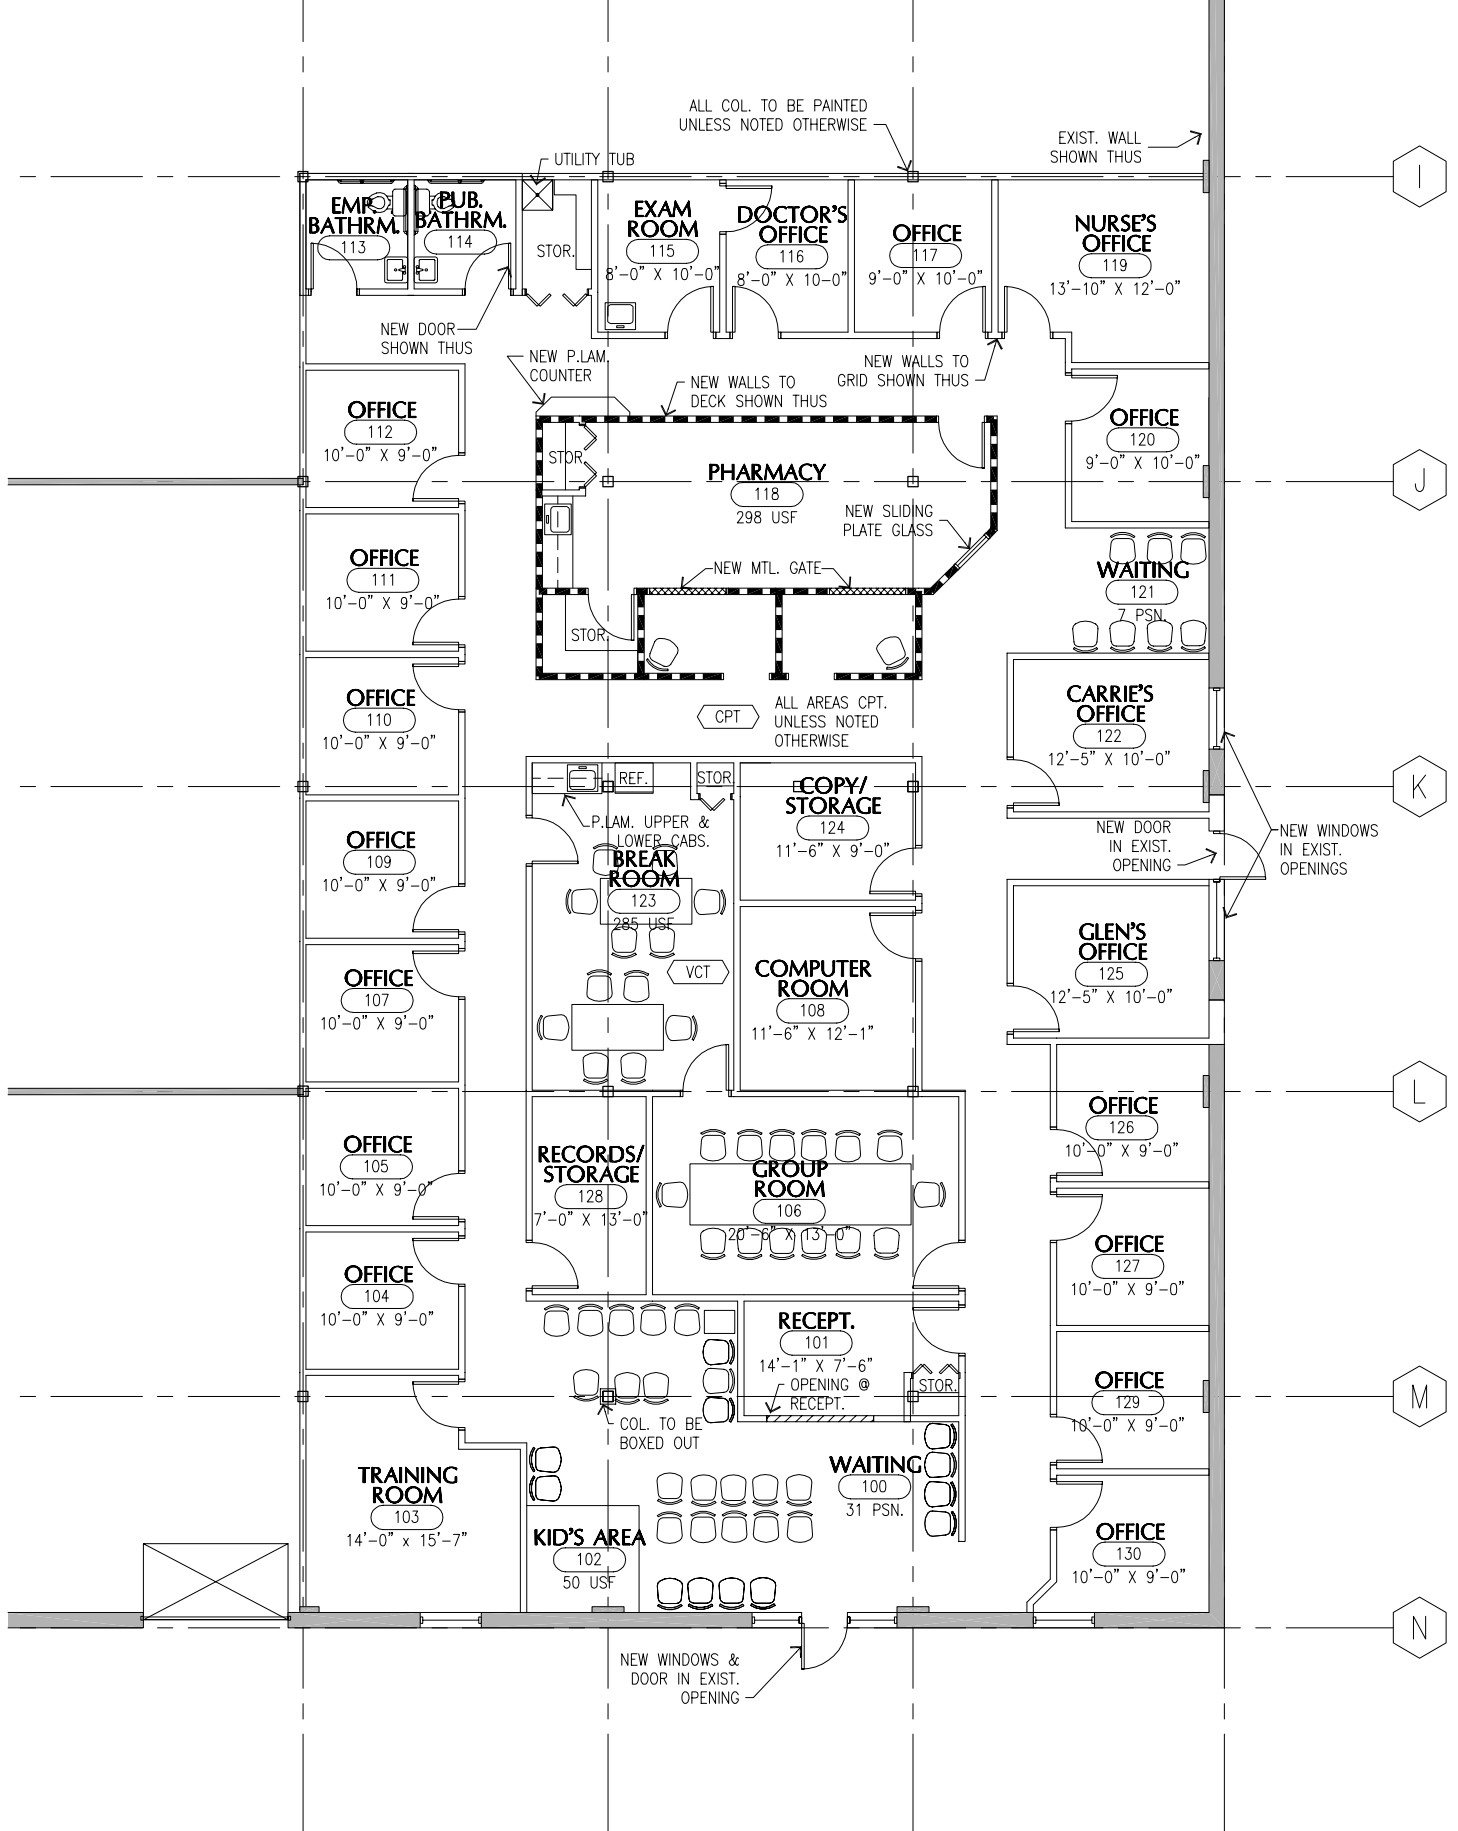 ALL COL. TO BE PAINTED
UNLESS NOTED OTHERWISE
EXIST. WALL
SHOWN THUS
UTILITY TUB
I
EMP.
BATHRM.
113
PUB.
BATHRM.
114
STOR.
EXAM
ROOM
115
8'-0" X 10'-0"
DOCTOR'S
OFFICE
116
8'-0" X 10-0"
OFFICE
117
9'-0" X 10'-0"
NURSE'S
OFFICE
119
13'-10" X 12'-0"
NEW DOOR
SHOWN THUS
NEW P.LAM.
COUNTER
NEW WALLS TO
DECK SHOWN THUS
NEW WALLS TO
GRID SHOWN THUS
OFFICE
112
10'-0" X 9'-0"
OFFICE
120
9'-0" X 10'-0"
STOR.
PHARMACY
118
298 USF
NEW SLIDING
PLATE GLASS
J
OFFICE
111
10'-0" X 9'-0"
NEW MTL. GATE
WAITING
121
7 PSN.
STOR.
OFFICE
110
10'-0" X 9'-0"
CPT
ALL AREAS CPT.
UNLESS NOTED
OTHERWISE
CARRIE'S
OFFICE
122
12'-5" X 10'-0"
REF.
STOR.
COPY/
STORAGE
124
11'-6" X 9'-0"
K
P.LAM. UPPER &
LOWER CABS.
NEW DOOR
IN EXIST.
OPENING
NEW WINDOWS
IN EXIST.
OPENINGS
OFFICE
109
10'-0" X 9'-0"
BREAK
ROOM
123
285 USF
VCT
GLEN'S
OFFICE
125
12'-5" X 10'-0"
OFFICE
107
10'-0" X 9'-0"
COMPUTER
ROOM
108
11'-6" X 12'-1"
L
OFFICE
126
10'-0" X 9'-0"
OFFICE
105
10'-0" X 9'-0"
RECORDS/
STORAGE
128
7'-0" X 13'-0"
GROUP
ROOM
106
20'-6" X 13'-0"
OFFICE
127
10'-0" X 9'-0"
OFFICE
104
10'-0" X 9'-0"
RECEPT.
101
14'-1" X 7'-6"
OPENING @
RECEPT.
STOR.
OFFICE
129
10'-0" X 9'-0"
M
COL. TO BE
BOXED OUT
TRAINING
ROOM
103
14'-0" x 15'-7"
WAITING
100
31 PSN.
KID'S AREA
102
50 USF
OFFICE
130
10'-0" X 9'-0"
N
NEW WINDOWS &
DOOR IN EXIST.
OPENING